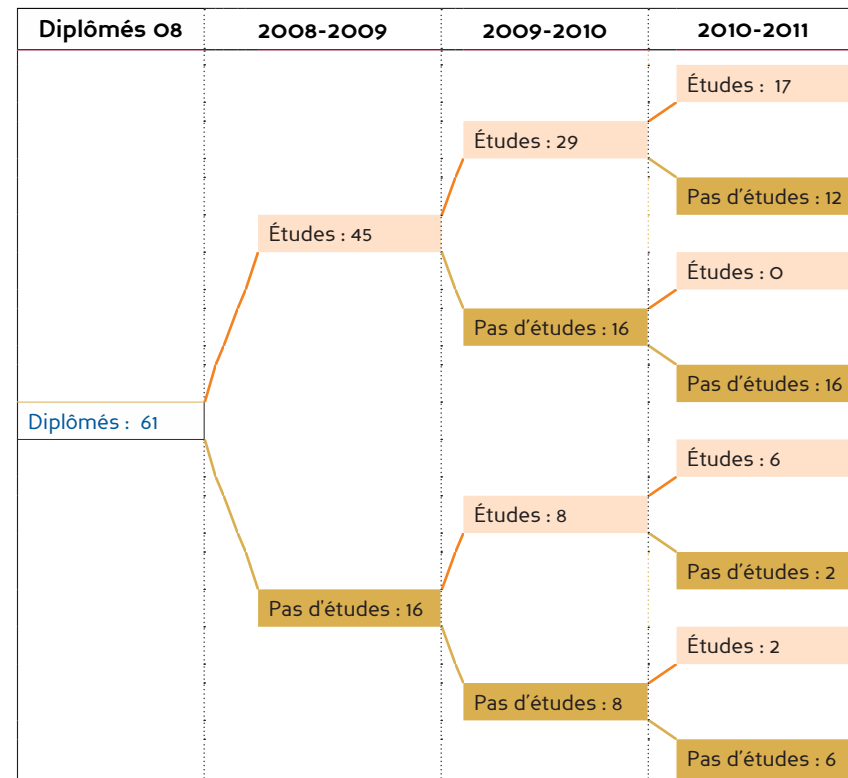 Diplômés 08 2008-2009 2009-2010 2010-2011
Études : 17
Études : 29
Pas d'études : 12
Études : 45
Études : 0
Pas d'études : 16
Pas d'études : 16
Diplômés : 61
Études : 6
Études : 8
Pas d'études : 2
Pas d'études : 16
Études : 2
Pas d'études : 8
Pas d'études : 6